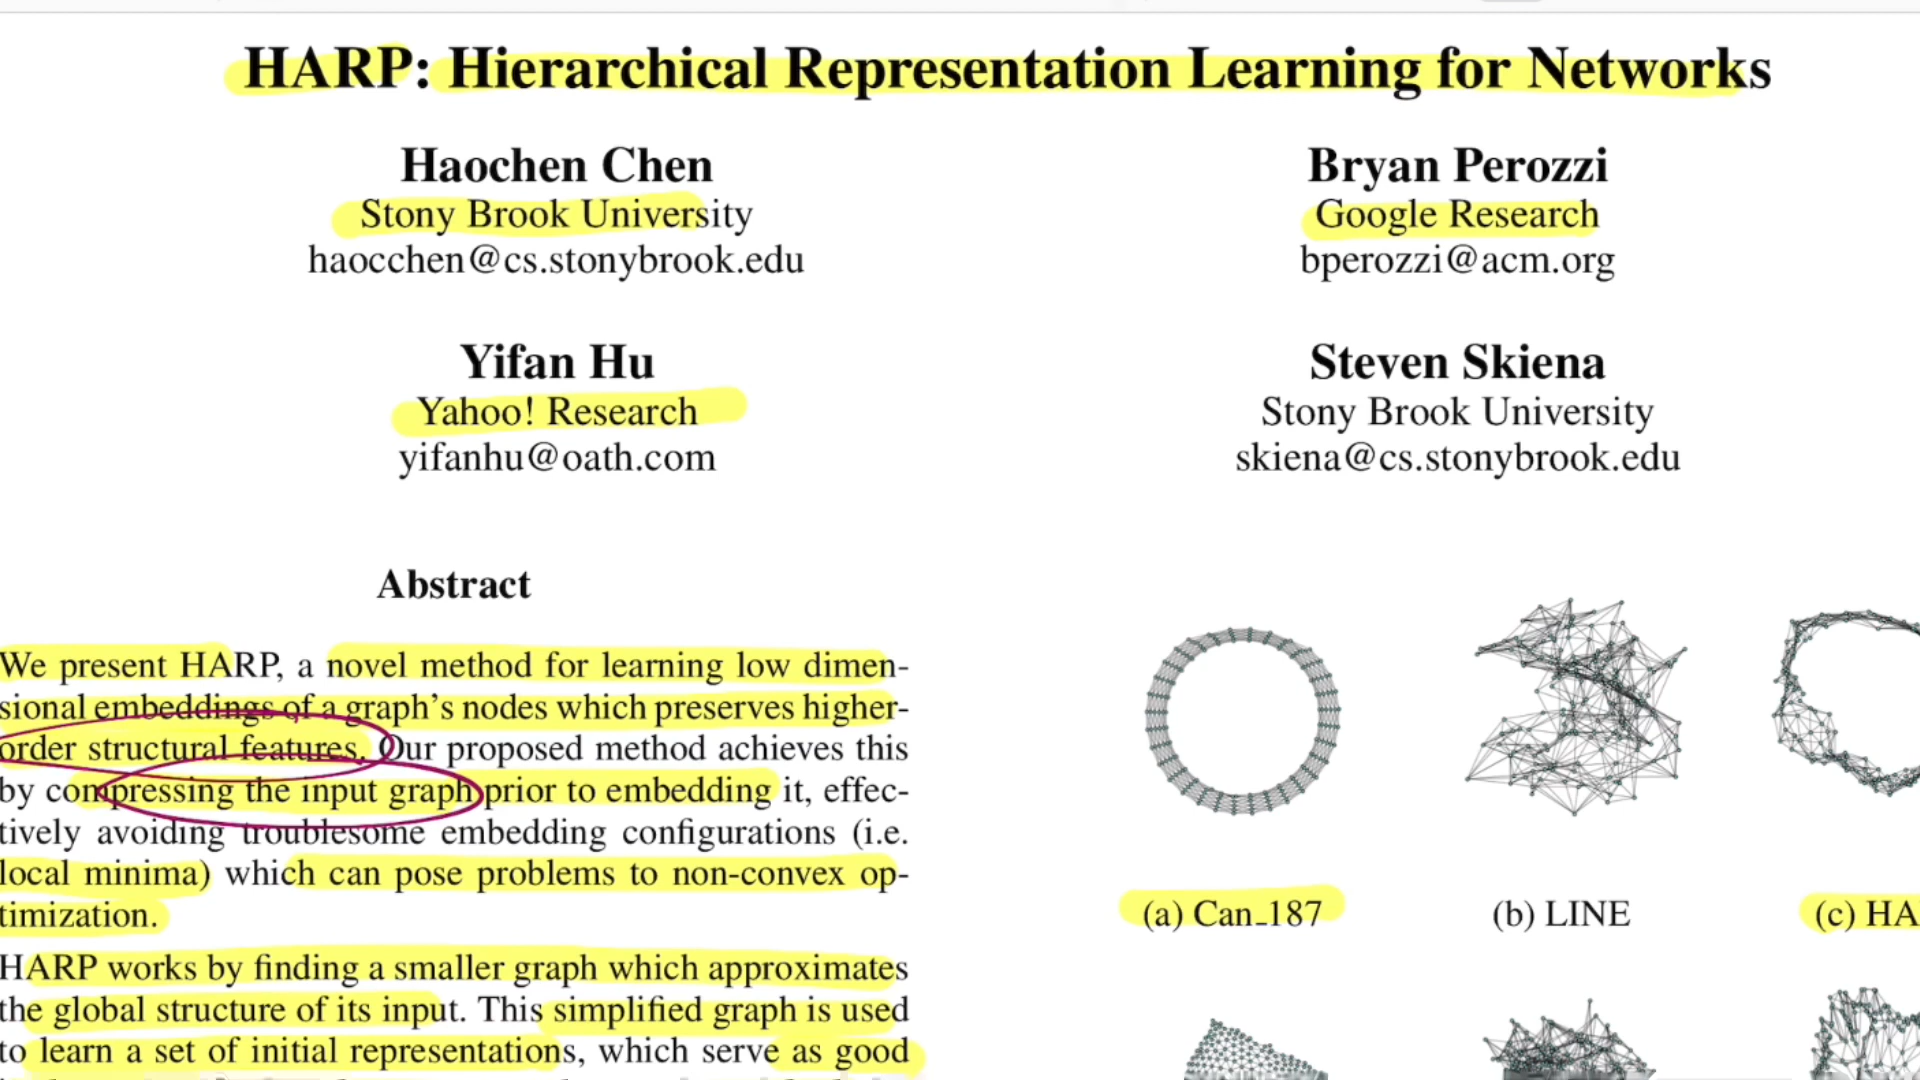 HARP: Hierarchical Representation Learning for Networks
Haochen Chen
Stony Brook University
haocchen@cs.stonybrook.edu
Bryan Perozzi
Google Research
bperozzi@acm.org
Yifan Hu
Yahoo! Research
yifanhu@oath.com
Steven Skiena
Stony Brook University
skiena@cs.stonybrook.edu
Abstract
We present HARP, a novel method for learning low dimen-
sional embeddings of a graph's nodes which preserves higher-
order structural features. Our proposed method achieves this
by compressing the input graph prior to embedding it, effec-
tively avoiding troublesome embedding configurations (i.e.
local minima) which can pose problems to non-convex op-
timization.
HARP works by finding a smaller graph which approximates
the global structure of its input. This simplified graph is used
to learn a set of initial representations, which serve as good
(a) Can_187
(b) LINE
(c) HA